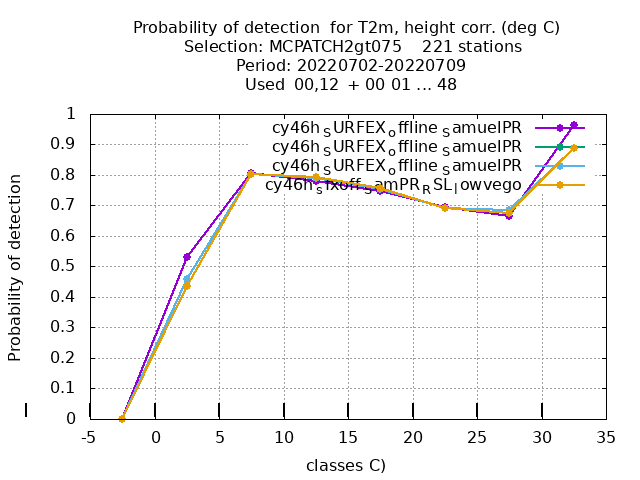 Probability of detection  for T2m, height corr. (deg C)
Selection: MCPATCH2gt075    221 stations
Period: 20220702-20220709
Used  00,12  + 00 01 ... 48
cy46h_SURFEX_offline_SamuelPR
cy46h_SURFEX_offline_SamuelPR
cy46h_SURFEX_offline_SamuelPR
cy46h_sfxoff_SamPR_RSL_lowvego
Probability of detection
1
0.9
0.8
0.7
0.6
0.5
0.4
0.3
0.2
0.1
0
-5 0 5 10 15 20 25 30 35
classes C)